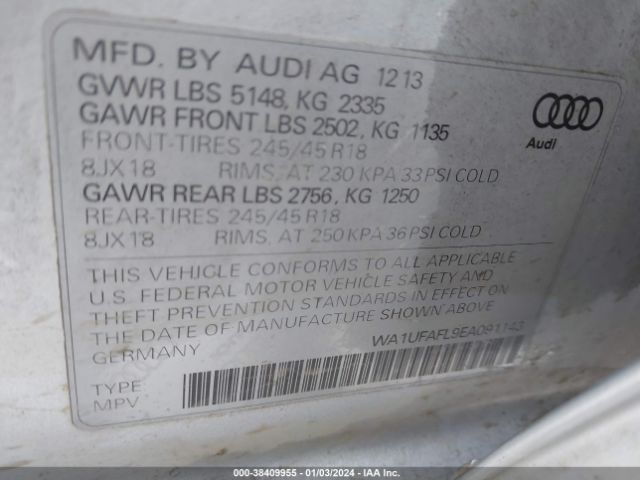 MFD. BY AUDI AG 12 13
GVWR LBS 5148, KG 2335
GAWR FRONT LBS 2502, KG 1135
FRONT-TIRES 245/45 R18
8JX18 RIMS, AT 230 KPA 33 PSI COLD
GAWR REAR LBS 2756, KG 1250
REAR-TIRES 245/45 R18
8JX18 RIMS, AT 250 KPA 36 PSI COLD
Audi
THIS VEHICLE CONFORMS TO ALL APPLICABLE
U.S. FEDERAL MOTOR VEHICLE SAFETY AND
THEFT PREVENTION STANDARDS IN EFFECT ON
THE DATE OF MANUFACTURE SHOWN ABOVE
GERMANY
WA1UFAFL9EA091143
TYPE
MPV
000-38409955 - 01/03/2024 - IAA Inc.